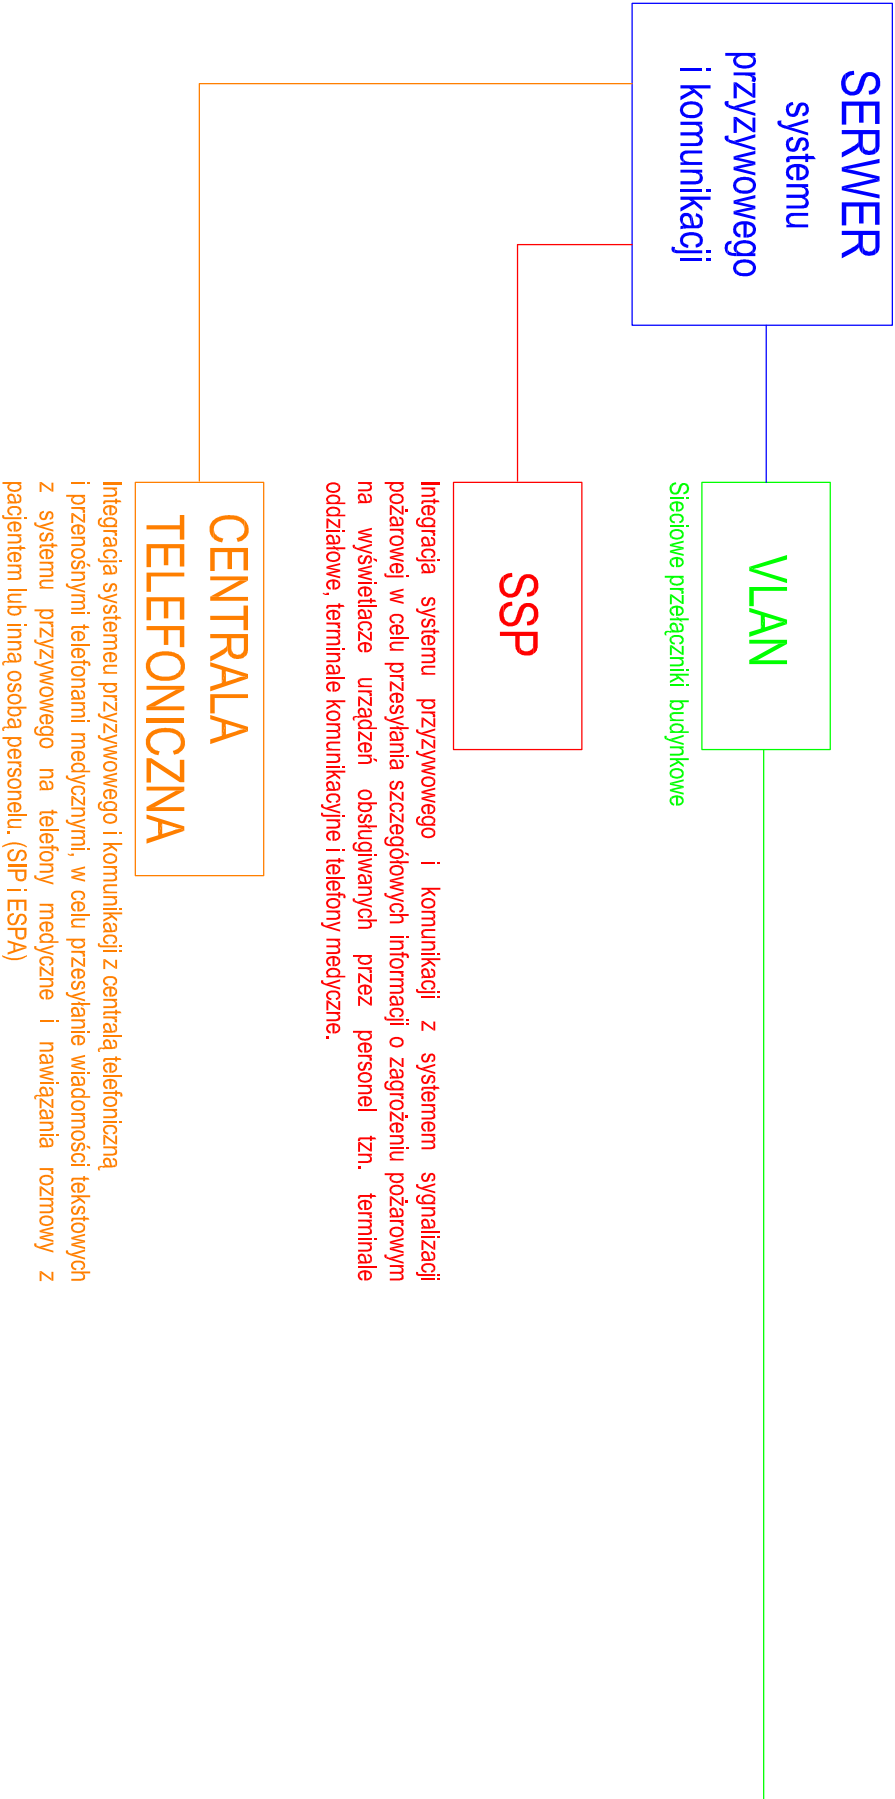 SERWER
systemu
przyzywowego
i komunikacji
VLAN
Sieciowe przełączniki budynkowe
SSP
Integracja systemu przyzywowego i komunikacji z systemem sygnalizacji
pożarowej w celu przesyłania szczegółowych informacji o zagrożeniu pożarowym
na wyświetlacze urządzeń obsługiwanych przez personel tzn. terminale
oddziałowe, terminale komunikacyjne i telefony medyczne.
CENTRALA
TELEFONICZNA
Integracja systemeu przyzywowego i komunikacji z centralą telefoniczną
i przenośnymi telefonami medycznymi, w celu przesyłanie wiadomości tekstowych
z systemu przyzywowego na telefony medyczne i nawiązania rozmowy z
pacjentem lub inną osobą personelu. (SIP i ESPA)